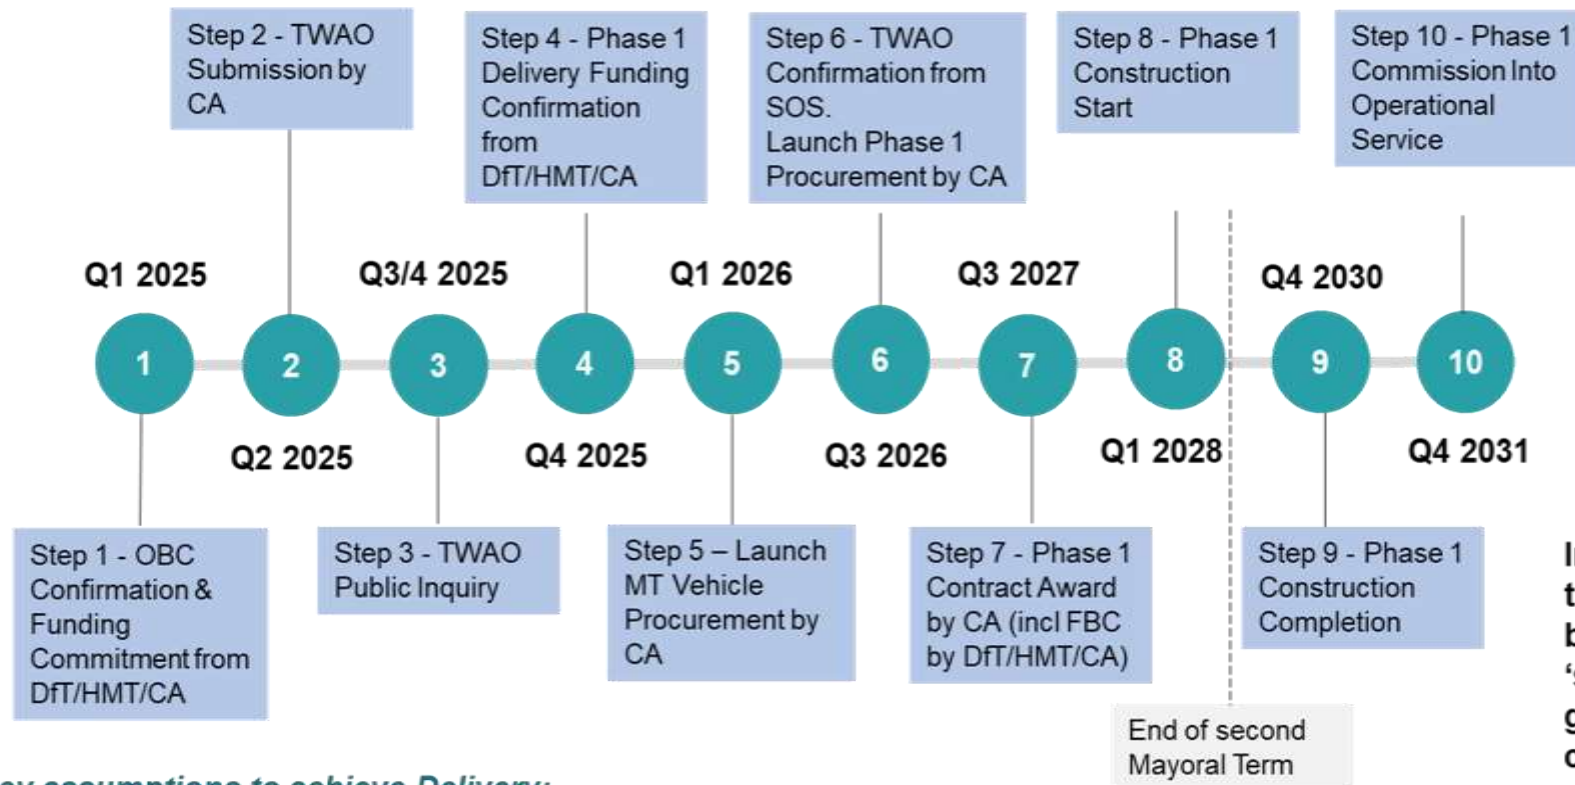 Step 2 - TWAO
Submission by
CA
Step 4 - Phase 1
Delivery Funding
Confirmation
from
DfT/HMT/CA
Step 6 - TWAO
Confirmation from
SOS.
Launch Phase 1
Procurement by CA
Step 8 - Phase 1
Construction
Start
Step 10 - Phase 1
Commission Into
Operational
Service
Q1 2025
Q3/4 2025
Q1 2026
Q3 2027
Q4 2030
1
2
3
4
5
6
7
8
9
10
Q2 2025
Q4 2025
Q3 2026
Q1 2028
Q4 2031
Step 1 - OBC
Confirmation &
Funding
Commitment from
DfT/HMT/CA
Step 3 - TWAO
Public Inquiry
Step 5 – Launch
MT Vehicle
Procurement by
CA
Step 7 - Phase 1
Contract Award
by CA (incl FBC
by DfT/HMT/CA)
Step 9 - Phase 1
Construction
Completion
End of second
Mayoral Term
assumptions to achieve Delivery: